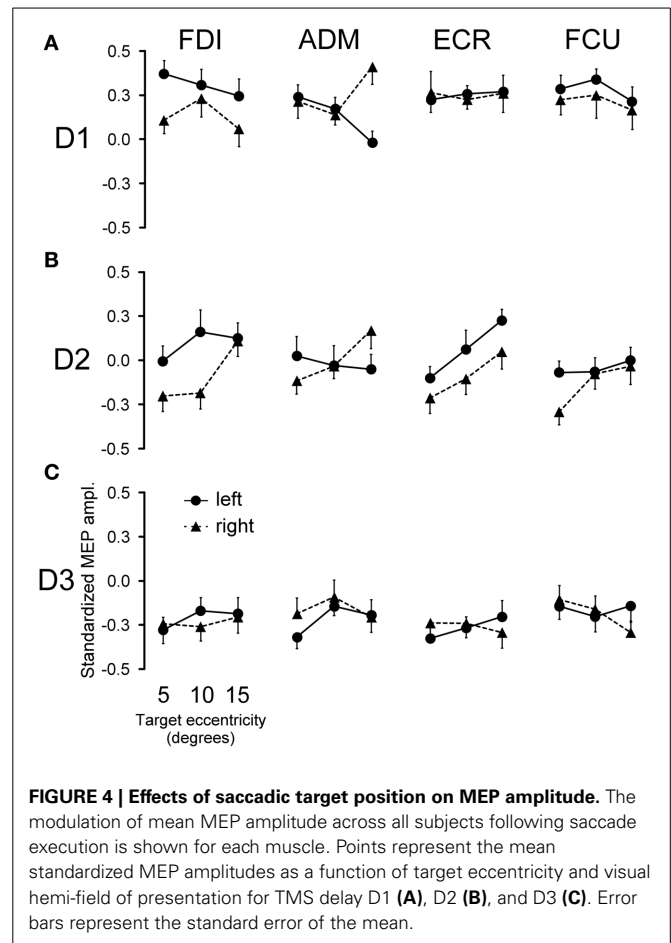 A FDI ADM ECR FCU
0.5
0.3
D1 0.0
-0.3
-0.5
B
0.5
0.3
D2 0.0
-0.3
-0.5
C
0.5
left
0.3
right
D3 0.0
-0.3
-0.5
Standardized MEP ampl.
5 10 15
Target eccentricity
(degrees)
FIGURE 4 | Effects of saccadic target position on MEP amplitude. The
modulation of mean MEP amplitude across all subjects following saccade
execution is shown for each muscle. Points represent the mean
standardized MEP amplitudes as a function of target eccentricity and visual
hemi-field of presentation for TMS delay D1 (A), D2 (B), and D3 (C). Error
bars represent the standard error of the mean.